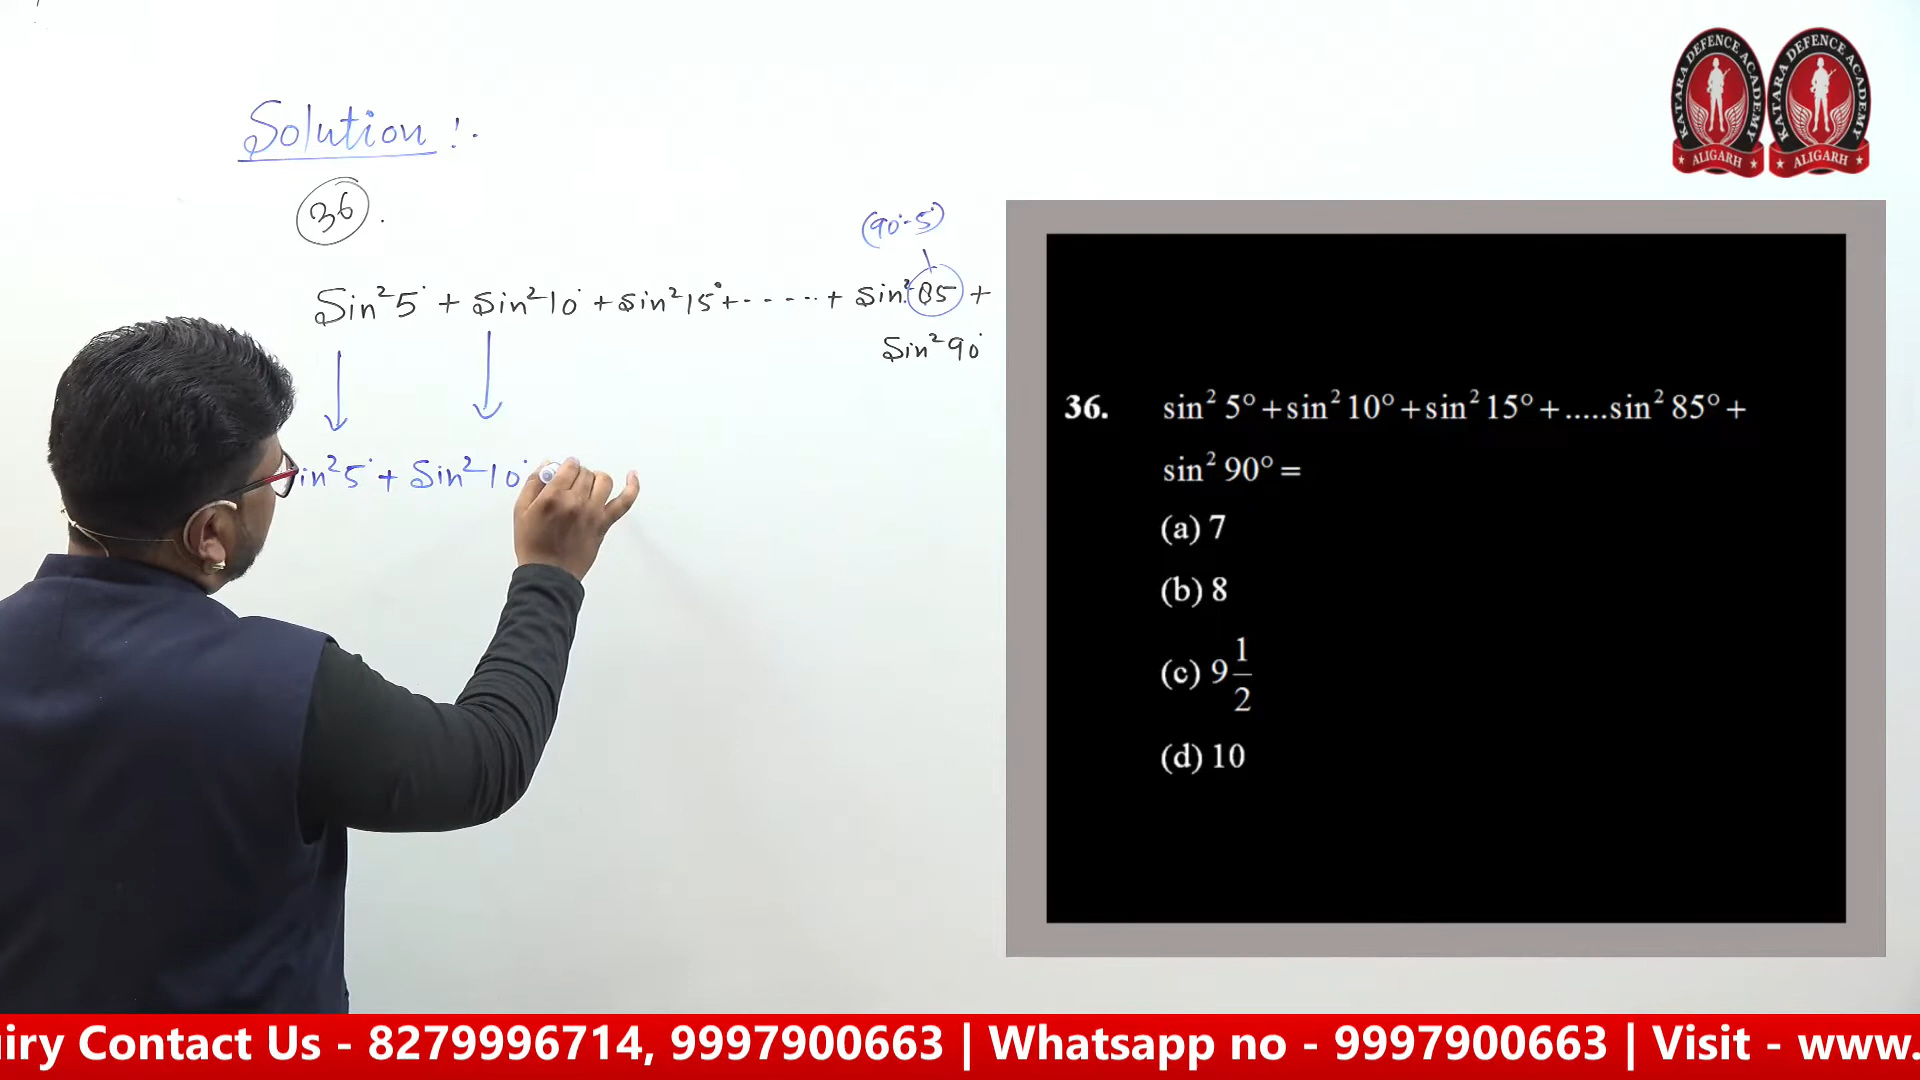 Solution :-
36.
(90°-5°)
Sin²5° + Sin²10° + Sin²15° + ----- + Sin²85 +
Sin²90°
in²5° + Sin²10°
KATARA DEFENCE ACADEMY
ALIGARH
KATARA DEFENCE ACADEMY
ALIGARH
36. sin² 5° + sin² 10° + sin² 15° + .....sin² 85° +
sin² 90° =
(a) 7
(b) 8
(c) 9 1/2
(d) 10
iry Contact Us - 8279996714, 9997900663 | Whatsapp no - 9997900663 | Visit - www.